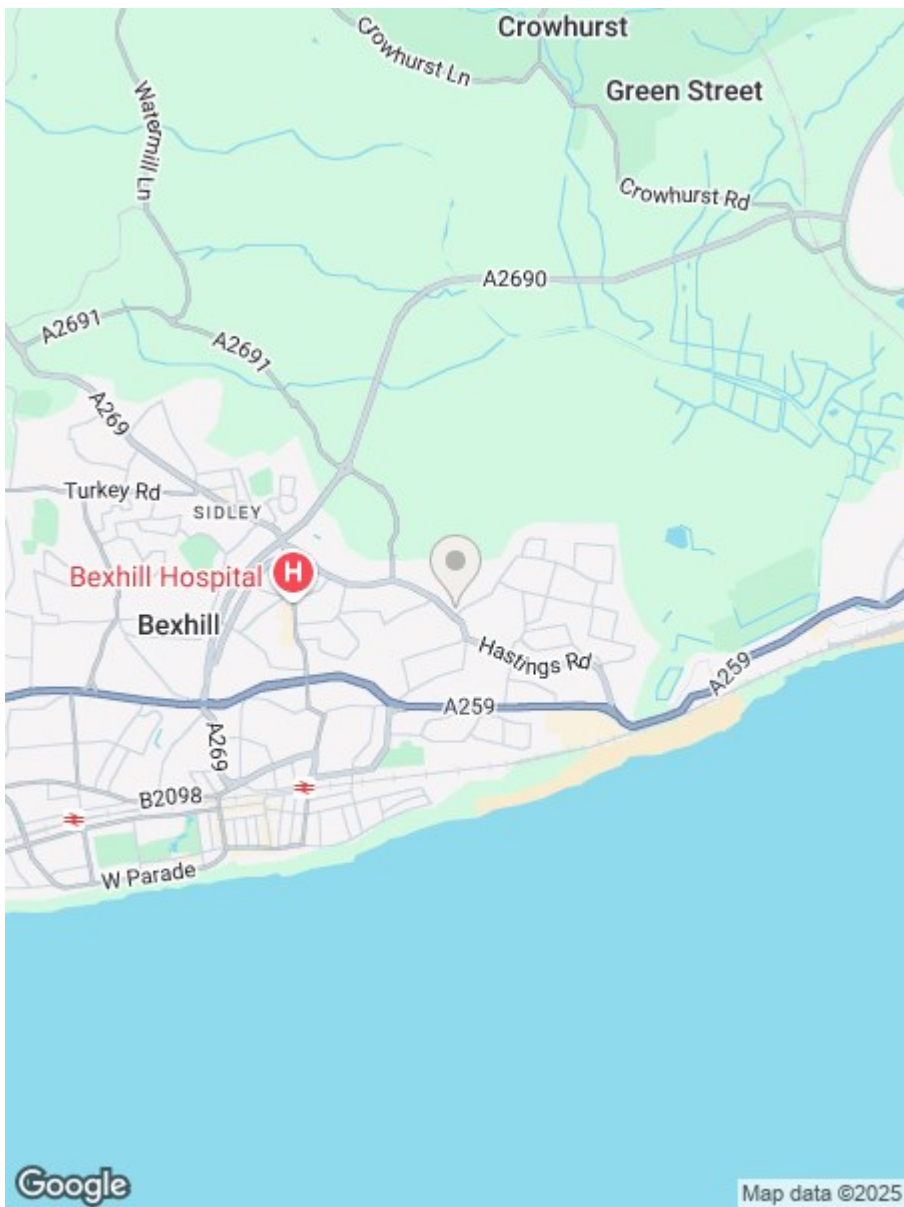 Crowhurst
Crowhurst Ln
Green Street
Watermill Ln
Crowhurst Rd
A2690
A2691
A2691
A269
Turkey Rd
SIDLEY
Bexhill Hospital H
Bexhill
Hastings Rd
A259
A259
A269
B2098
W Parade
Google
Map data ©2025